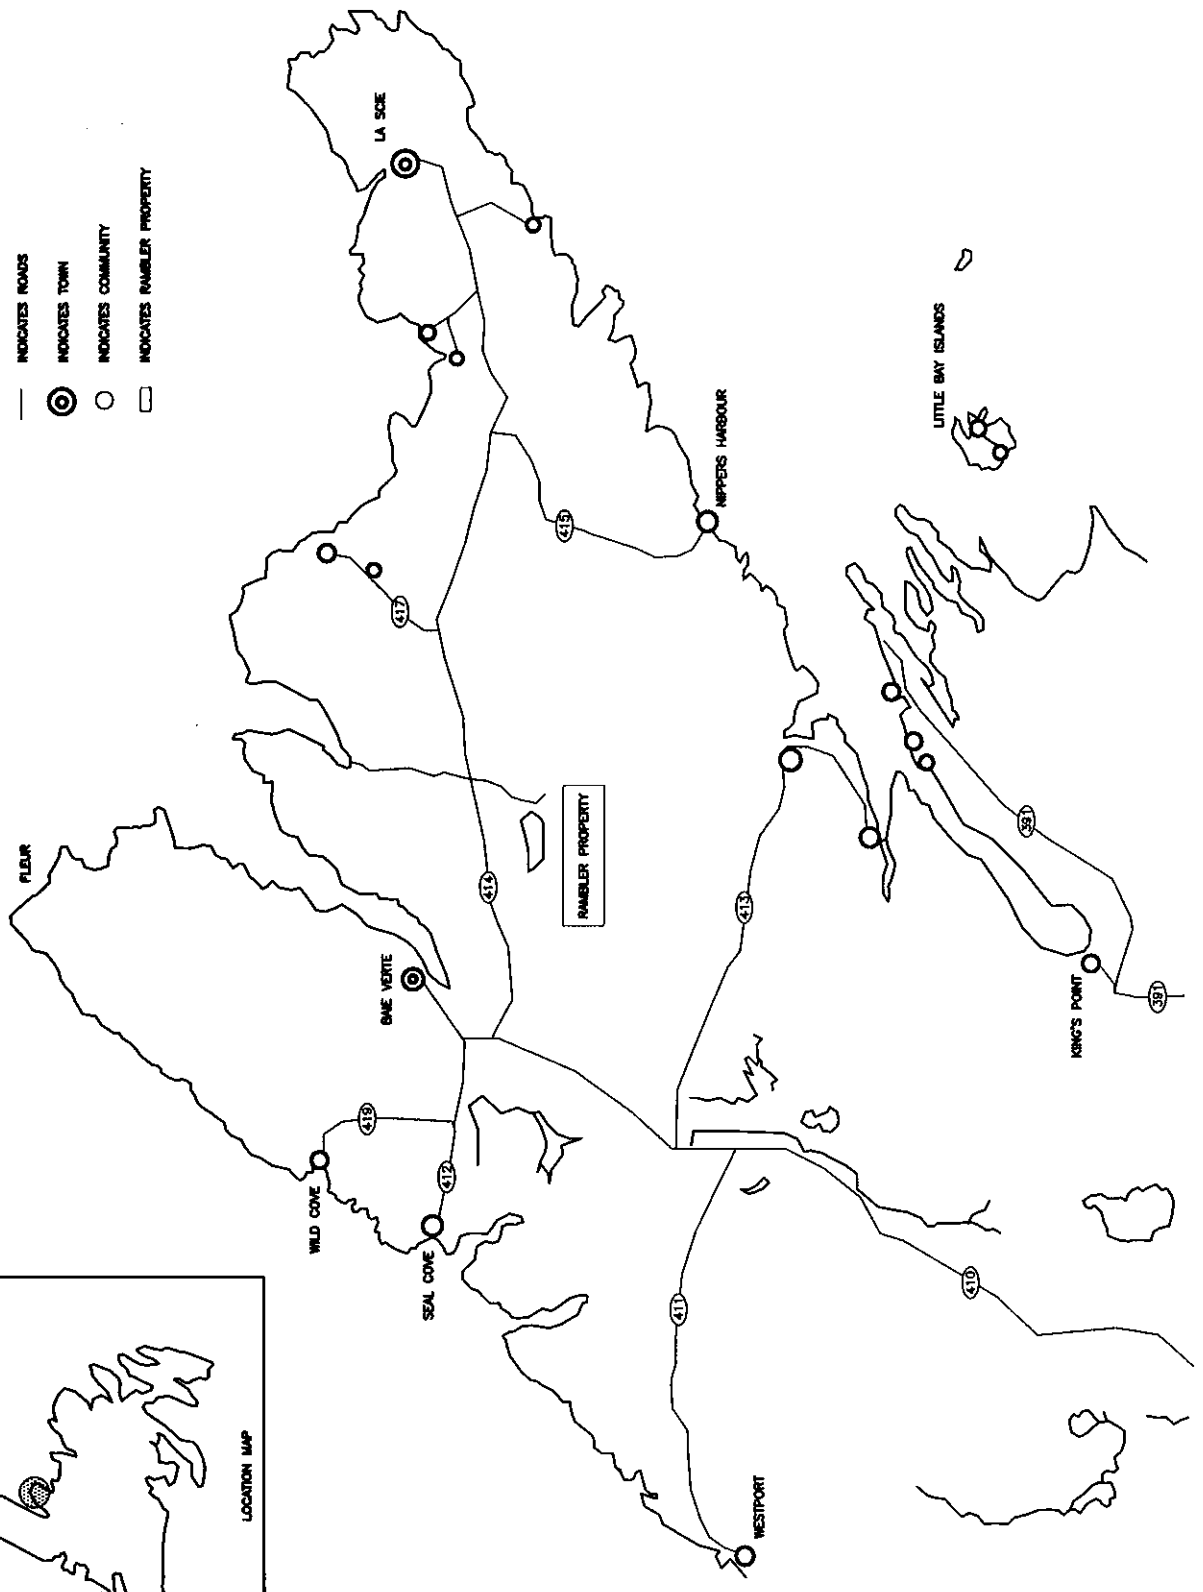 INDICATES ROADS
INDICATES TOWN
INDICATES COMMUNITY
INDICATES RAMBLER PROPERTY
LOCATION MAP
FLEUR
WILD COVE
419
SEAL COVE
412
BAIE VERTE
414
417
LA SCIE
415
NIPPERS HARBOUR
RAMBLER PROPERTY
413
411
WESTPORT
410
LITTLE BAY ISLANDS
391
KING'S POINT
391